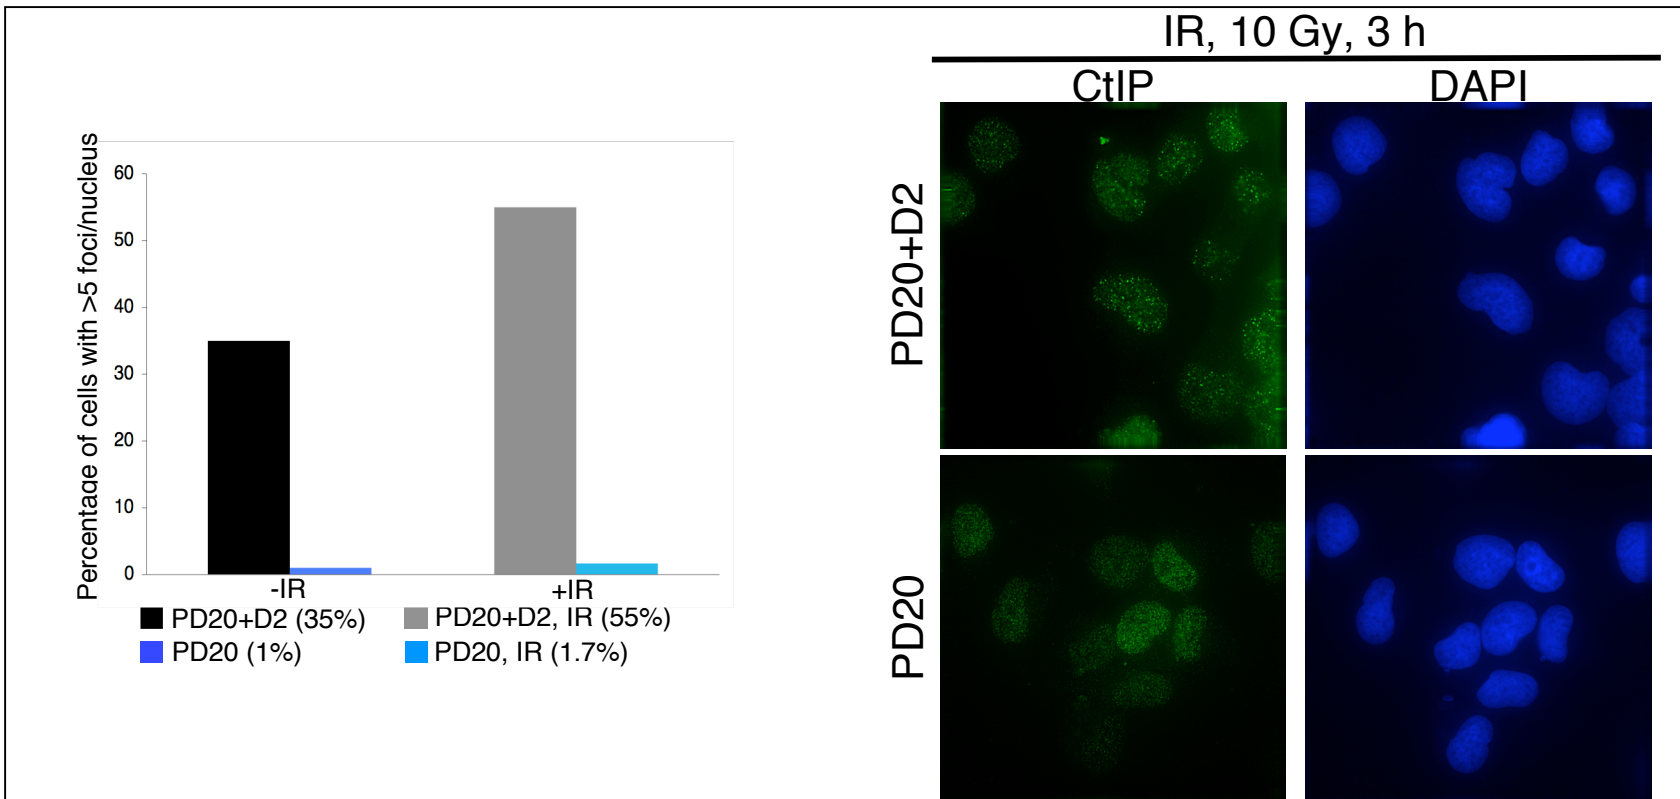 IR, 10 Gy, 3 h
CtIP
DAPI
Percentage of cells with >5 foci/nucleus
60
50
40
30
20
10
0
-IR
+IR
PD20+D2 (35%)
PD20+D2, IR (55%)
PD20 (1%)
PD20, IR (1.7%)
PD20+D2
PD20